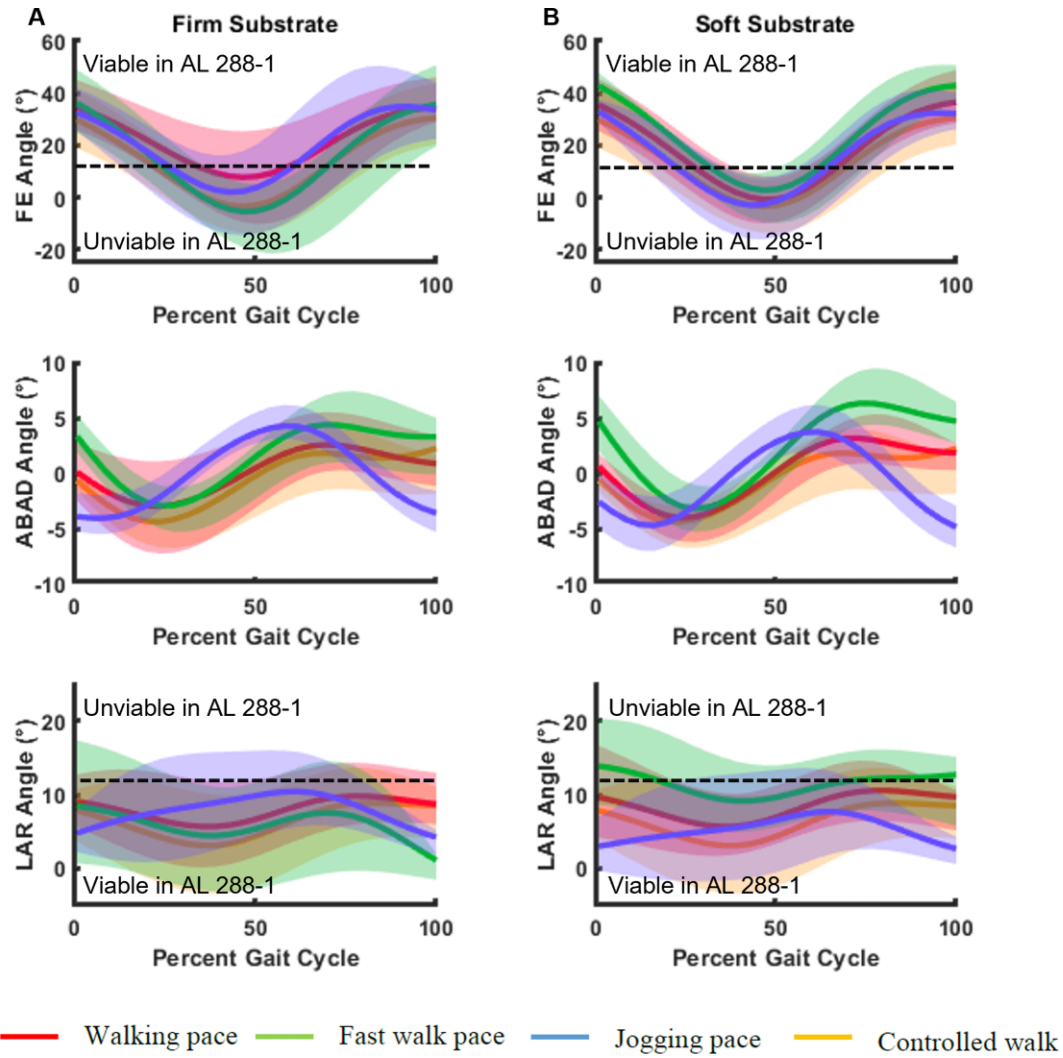 A
Firm Substrate
B
Soft Substrate
FE Angle (°)
60
40
20
0
-20
Viable in AL 288-1
Unviable in AL 288-1
0
50
100
Percent Gait Cycle
FE Angle (°)
60
40
20
0
-20
Viable in AL 288-1
Unviable in AL 288-1
0
50
100
Percent Gait Cycle
ABAD Angle (°)
10
5
0
-5
-10
0
50
100
Percent Gait Cycle
ABAD Angle (°)
10
5
0
-5
-10
0
50
100
Percent Gait Cycle
LAR Angle (°)
20
10
0
Unviable in AL 288-1
Viable in AL 288-1
0
50
100
Percent Gait Cycle
LAR Angle (°)
20
10
0
Unviable in AL 288-1
Viable in AL 288-1
0
50
100
Percent Gait Cycle
Walking pace
Fast walk pace
Jogging pace
Controlled walk